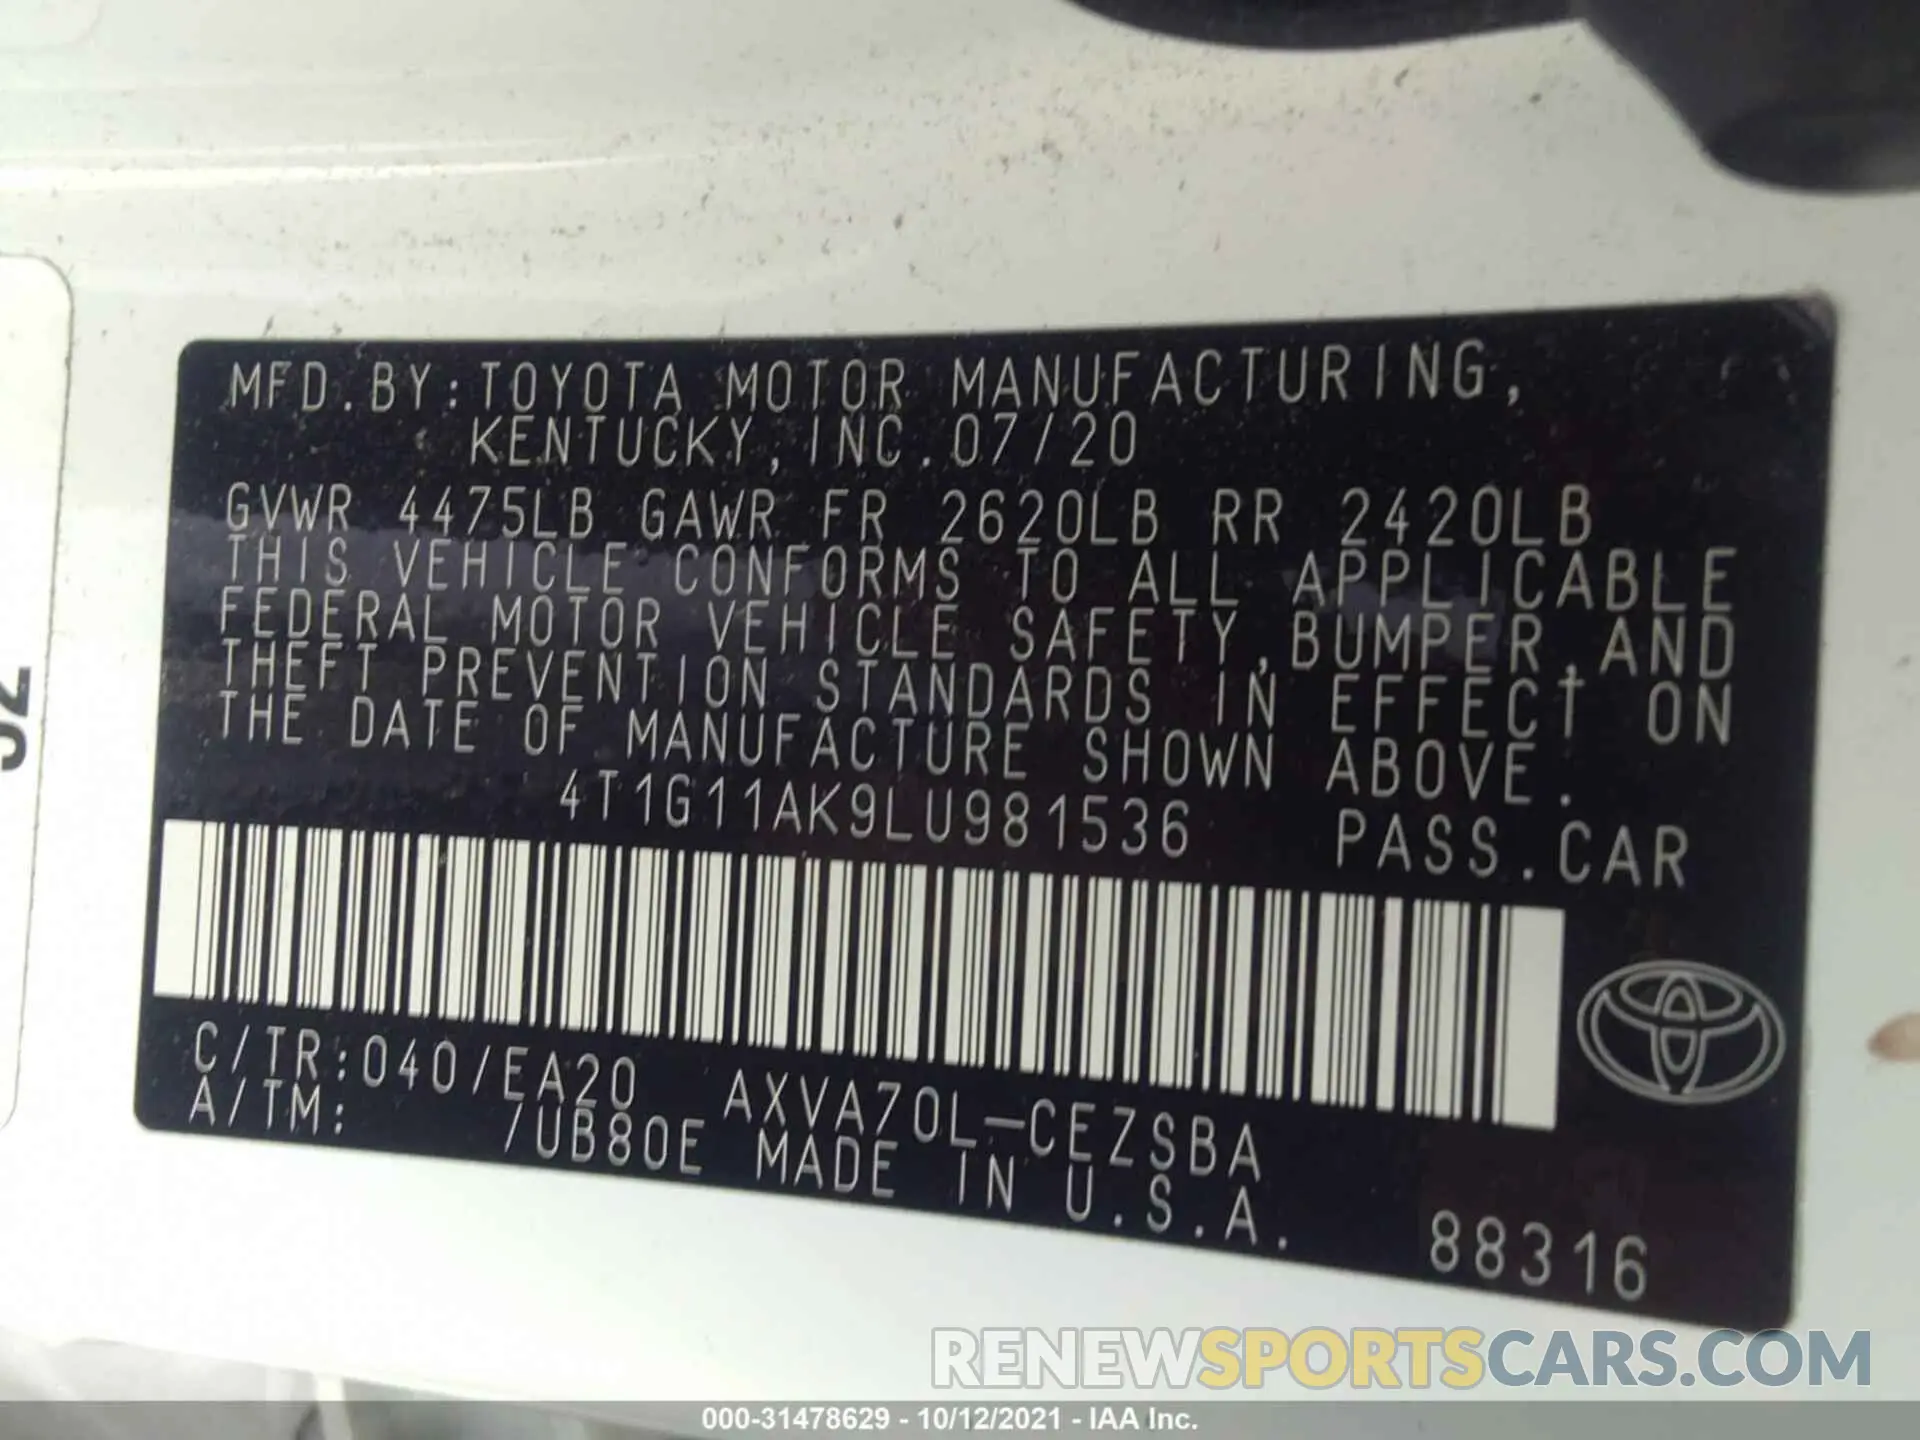 MFD.BY:TOYOTA MOTOR MANUFACTURING,
KENTUCKY,INC.07/20
GVWR 4475LB GAWR FR 2620LB RR 2420LB
THIS VEHICLE CONFORMS TO ALL APPLICABLE
FEDERAL MOTOR VEHICLE SAFETY,BUMPER,AND
THEFT PREVENTION STANDARDS IN EFFECT ON
THE DATE OF MANUFACTURE SHOWN ABOVE.
4T1G11AK9LU981536 PASS.CAR
C/TR:040/EA20 AXVA70L-CEZSBA
A/TM: /UB80E MADE IN U.S.A.
88316
RENEWSPORTSCARS.COM
000-31478629 - 10/12/2021 - IAA Inc.